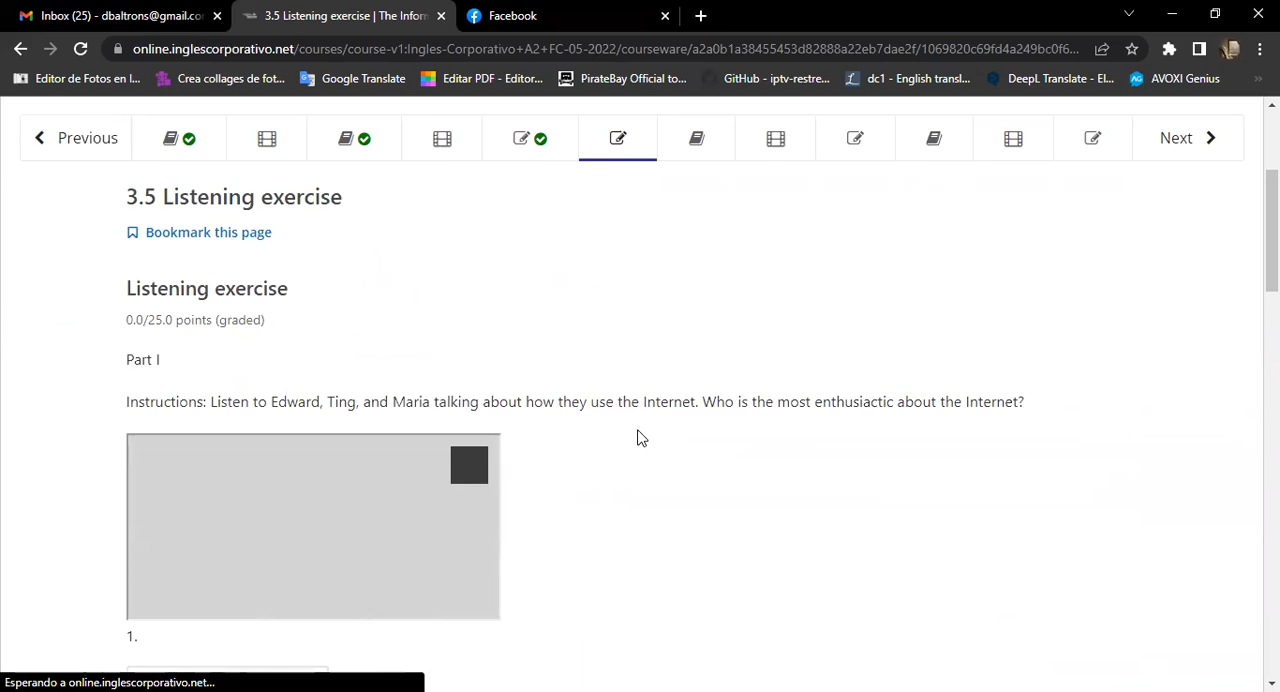 Inbox (25) - dbaltrons@gmail.co
3.5 Listening exercise | The Infor
Facebook
online.inglescorporativo.net/courses/course-v1:Ingles-Corporativo+A2+FC-05-2022/courseware/a2a0b1a38455453d82888a22eb7dae2f/1069820c69fd4a249bc0f6...
Editor de Fotos en l...
Crea collages de fot...
Google Translate
Editar PDF - Editor...
PirateBay Official to...
GitHub - iptv-restre...
dc1 - English transl...
DeepL Translate - El...
AVOXI Genius
Previous
Next
3.5 Listening exercise
Bookmark this page
Listening exercise
0.0/25.0 points (graded)
Part I
Instructions: Listen to Edward, Ting, and Maria talking about how they use the Internet. Who is the most enthusiactic about the Internet?
1.
Esperando a online.inglescorporativo.net...